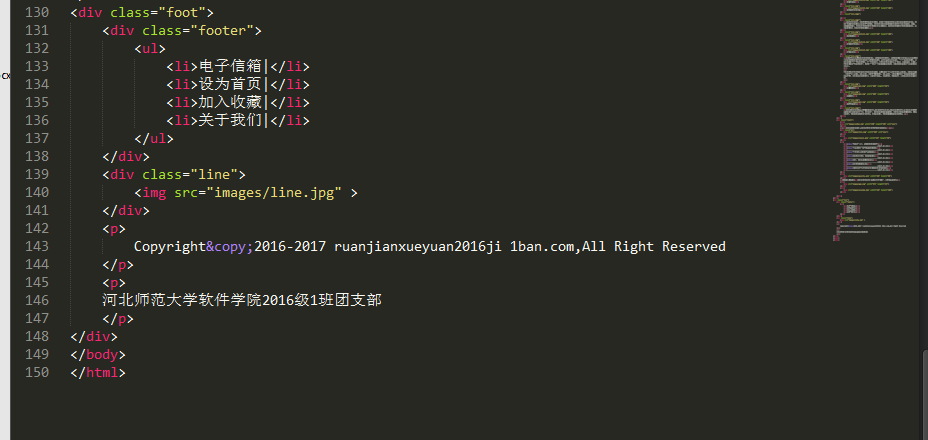 130 <div class="foot">
131 <div class="footer">
132 <ul>
133 <li>电子信箱|</li>
134 <li>设为首页|</li>
135 <li>加入收藏|</li>
136 <li>关于我们|</li>
137 </ul>
138 </div>
139 <div class="line">
140 <img src="images/line.jpg" >
141 </div>
142 <p>
143 Copyright&copy;2016-2017 ruanjianxueyuan2016ji 1ban.com,All Right Reserved
144 </p>
145 <p>
146 河北师范大学软件学院2016级1班团支部
147 </p>
148 </div>
149 </body>
150 </html>